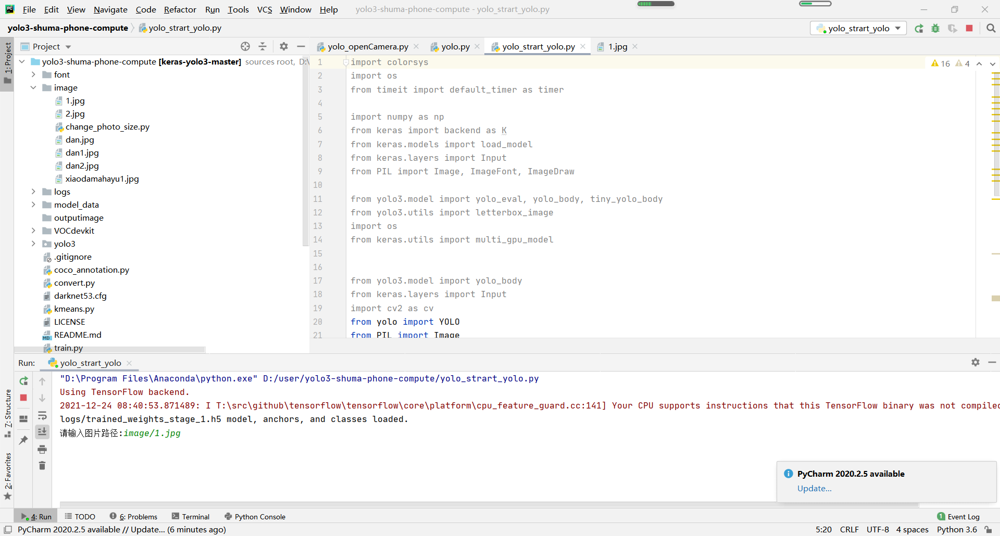 File Edit View Navigate Code Refactor Run Tools VCS Window Help yolo3-shuma-phone-compute - yolo_strart_yolo.py
yolo3-shuma-phone-compute yolo_strart_yolo.py yolo_strart_yolo
1: Project
Project
yolo_openCamera.py yolo.py yolo_strart_yolo.py 1.jpg
yolo3-shuma-phone-compute [keras-yolo3-master] sources root, D:\
font
image
1.jpg
2.jpg
change_photo_size.py
dan.jpg
dan1.jpg
dan2.jpg
xiaodamahayu1.jpg
logs
model_data
outputimage
VOCdevkit
yolo3
.gitignore
coco_annotation.py
convert.py
darknet53.cfg
kmeans.py
LICENSE
README.md
train.py
16 4
1 import colorsys
2 import os
3 from timeit import default_timer as timer
4
5 import numpy as np
6 from keras import backend as K
7 from keras.models import load_model
8 from keras.layers import Input
9 from PIL import Image, ImageFont, ImageDraw
10
11 from yolo3.model import yolo_eval, yolo_body, tiny_yolo_body
12 from yolo3.utils import letterbox_image
13 import os
14 from keras.utils import multi_gpu_model
15
16
17 from yolo3.model import yolo_body
18 from keras.layers import Input
19 import cv2 as cv
20 from yolo import YOLO
21 from PIL import Image
Run: yolo_strart_yolo
"D:\Program Files\Anaconda\python.exe" D:/user/yolo3-shuma-phone-compute/yolo_strart_yolo.py
Using TensorFlow backend.
2021-12-24 08:40:53.871489: I T:\src\github\tensorflow\tensorflow\core\platform\cpu_feature_guard.cc:141] Your CPU supports instructions that this TensorFlow binary was not compiled
logs/trained_weights_stage_1.h5 model, anchors, and classes loaded.
请输入图片路径:image/1.jpg
7: Structure
2: Favorites
PyCharm 2020.2.5 available
Update...
4: Run TODO 6: Problems Terminal Python Console 1 Event Log
PyCharm 2020.2.5 available // Update... (6 minutes ago) 5:20 CRLF UTF-8 4 spaces Python 3.6